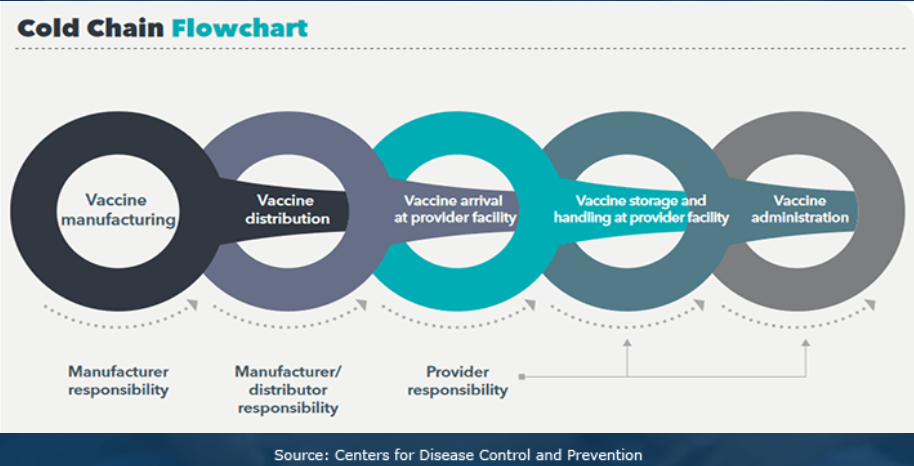 Cold Chain Flowchart
Vaccine
manufacturing
Vaccine
distribution
Vaccine arrival
at provider facility
Vaccine storage and
handling at provider facility
Vaccine
administration
Manufacturer
responsibility
Manufacturer/
distributor
responsibility
Provider
responsibility
Source: Centers for Disease Control and Prevention